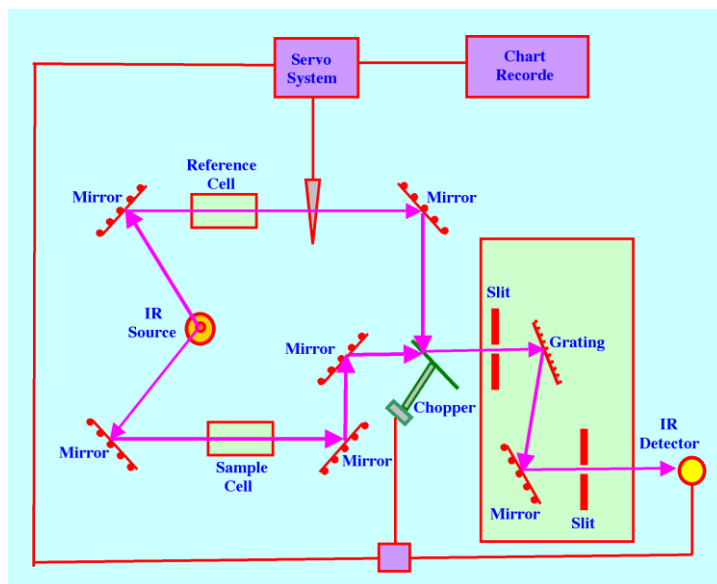 Servo
System
Chart
Recorde
Reference
Cell
Mirror
Mirror
Slit
IR
Source
Mirror
Grating
Chopper
IR
Detector
Mirror
Sample
Cell
Mirror
Mirror
Slit